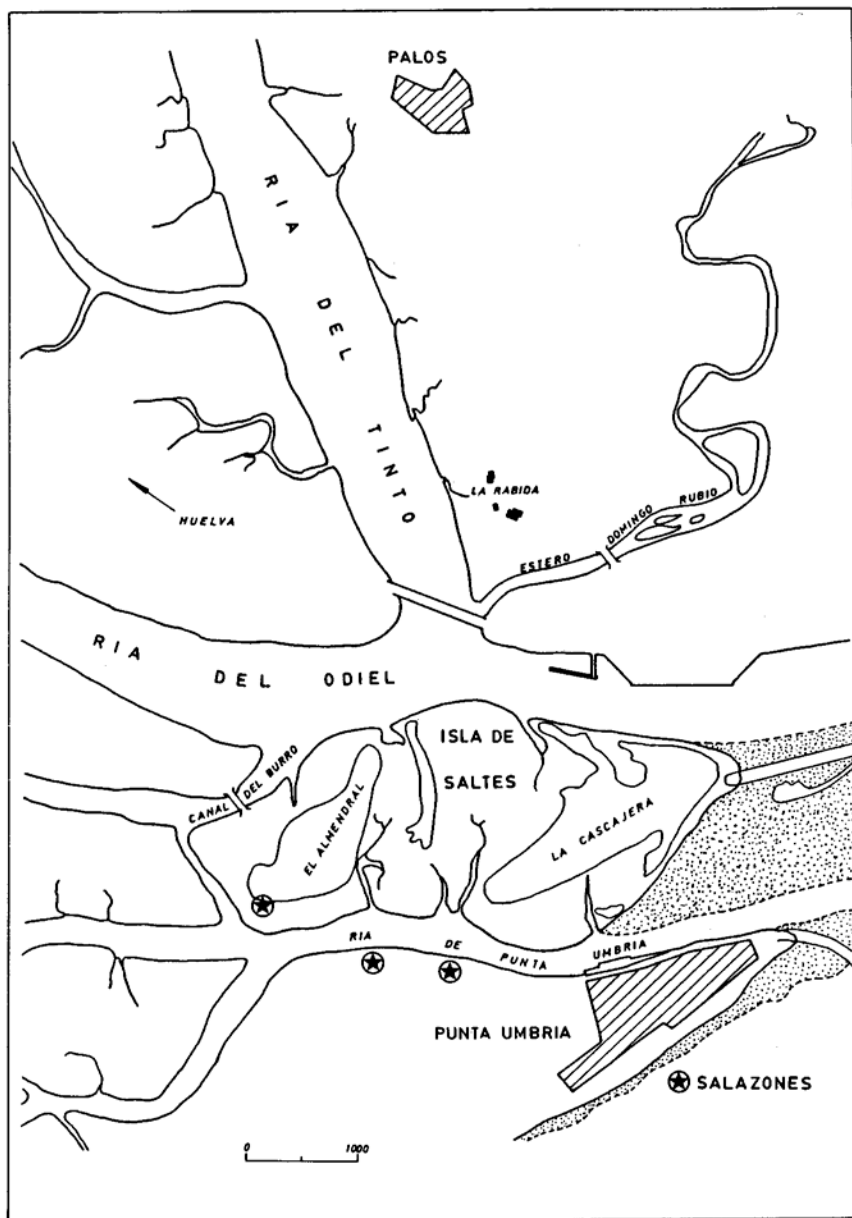 PALOS
RIA DEL TINTO
LA RABIDA
HUELVA
ESTERO DOMINGO RUBIO
RIA DEL ODIEL
ISLA DE
SALTES
CANAL DEL BURRO
EL ALMENDRAL
LA CASCAJERA
RIA DE PUNTA UMBRIA
PUNTA UMBRIA
SALAZONES
0 1000